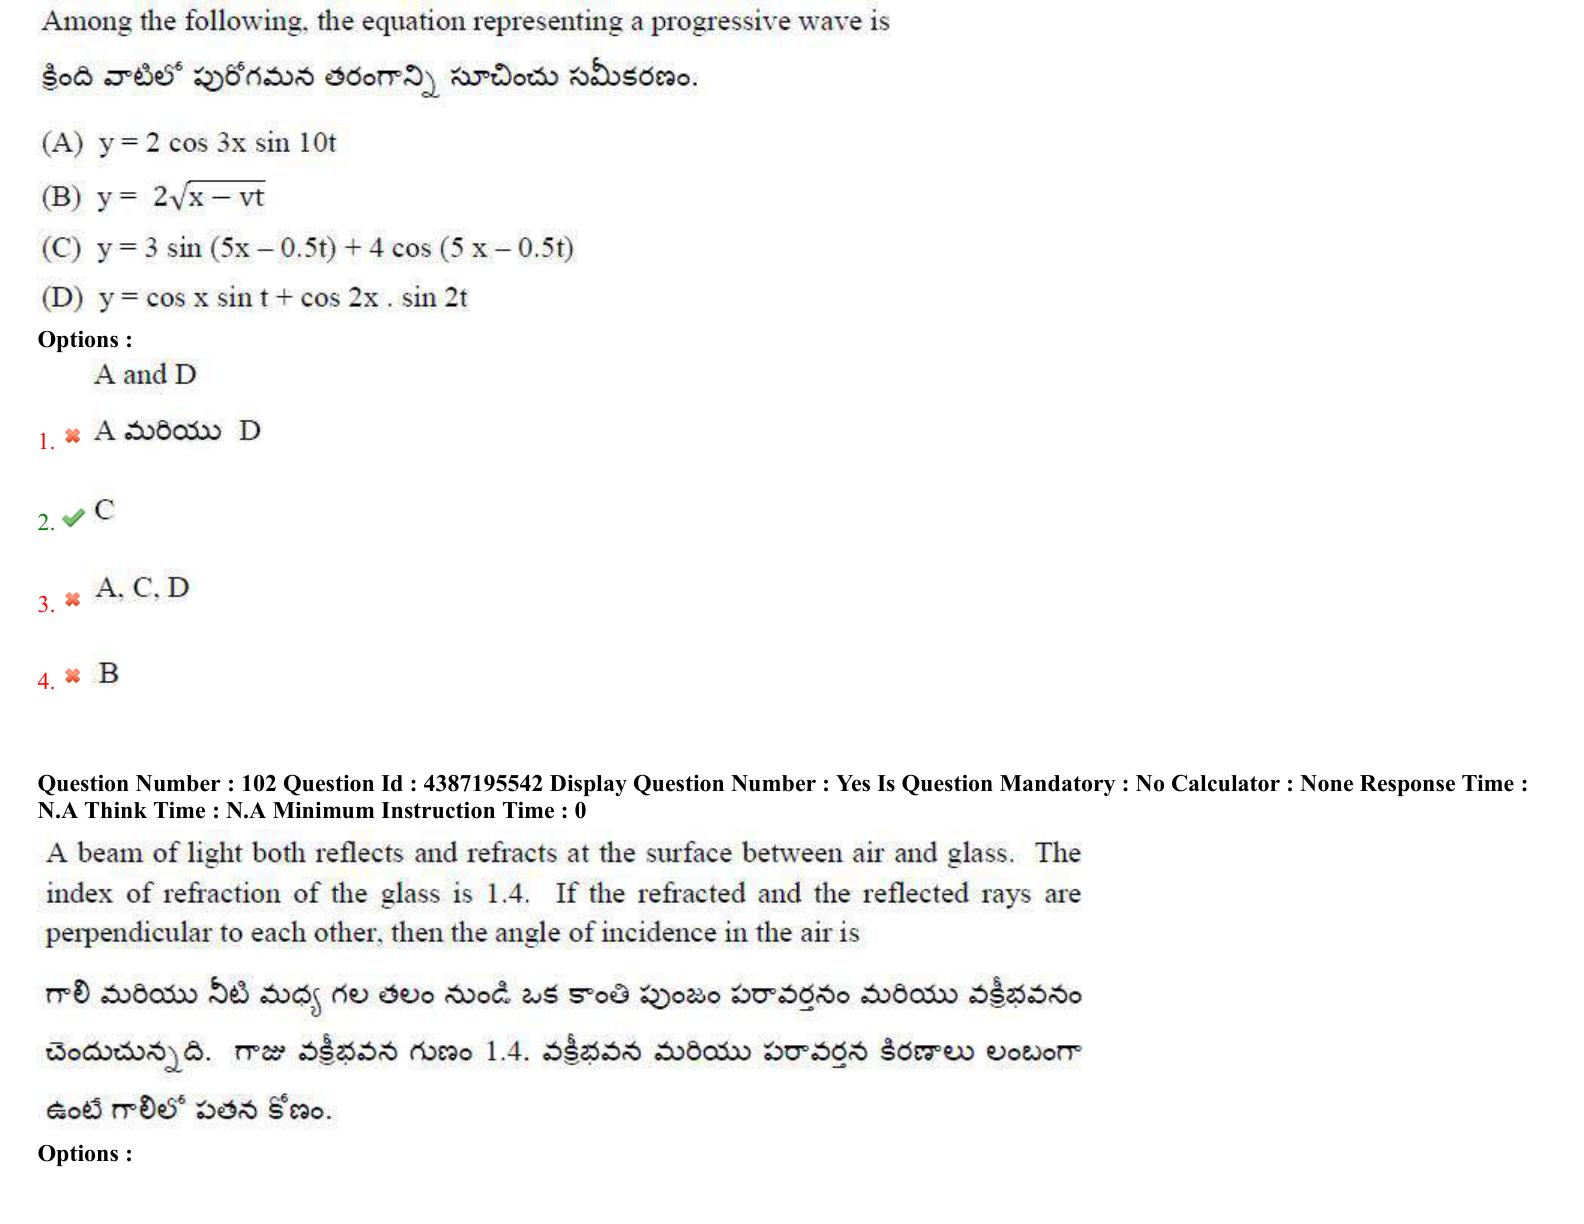 Among the following, the equation representing a progressive wave is
క్రింది వాటిలో పురోగమన తరంగాన్ని సూచించు సమీకరణం.
(A) y = 2 cos 3x sin 10t
(B) y = 2√x – vt
(C) y = 3 sin (5x – 0.5t) + 4 cos (5 x – 0.5t)
(D) y = cos x sin t + cos 2x . sin 2t
Options :
A and D
1. ✖ A మరియు D
2. ✔ C
3. ✖ A, C, D
4. ✖ B
Question Number : 102 Question Id : 4387195542 Display Question Number : Yes Is Question Mandatory : No Calculator : None Response Time :
N.A Think Time : N.A Minimum Instruction Time : 0
A beam of light both reflects and refracts at the surface between air and glass. The
index of refraction of the glass is 1.4. If the refracted and the reflected rays are
perpendicular to each other, then the angle of incidence in the air is
గాలి మరియు నీటి మధ్య గల తలం నుండి ఒక కాంతి పుంజం పరావర్తనం మరియు వక్రీభవనం
చెందుచున్నది. గాజు వక్రీభవన గుణం 1.4. వక్రీభవన మరియు పరావర్తన కిరణాలు లంబంగా
ఉంటే గాలిలో పతన కోణం.
Options :